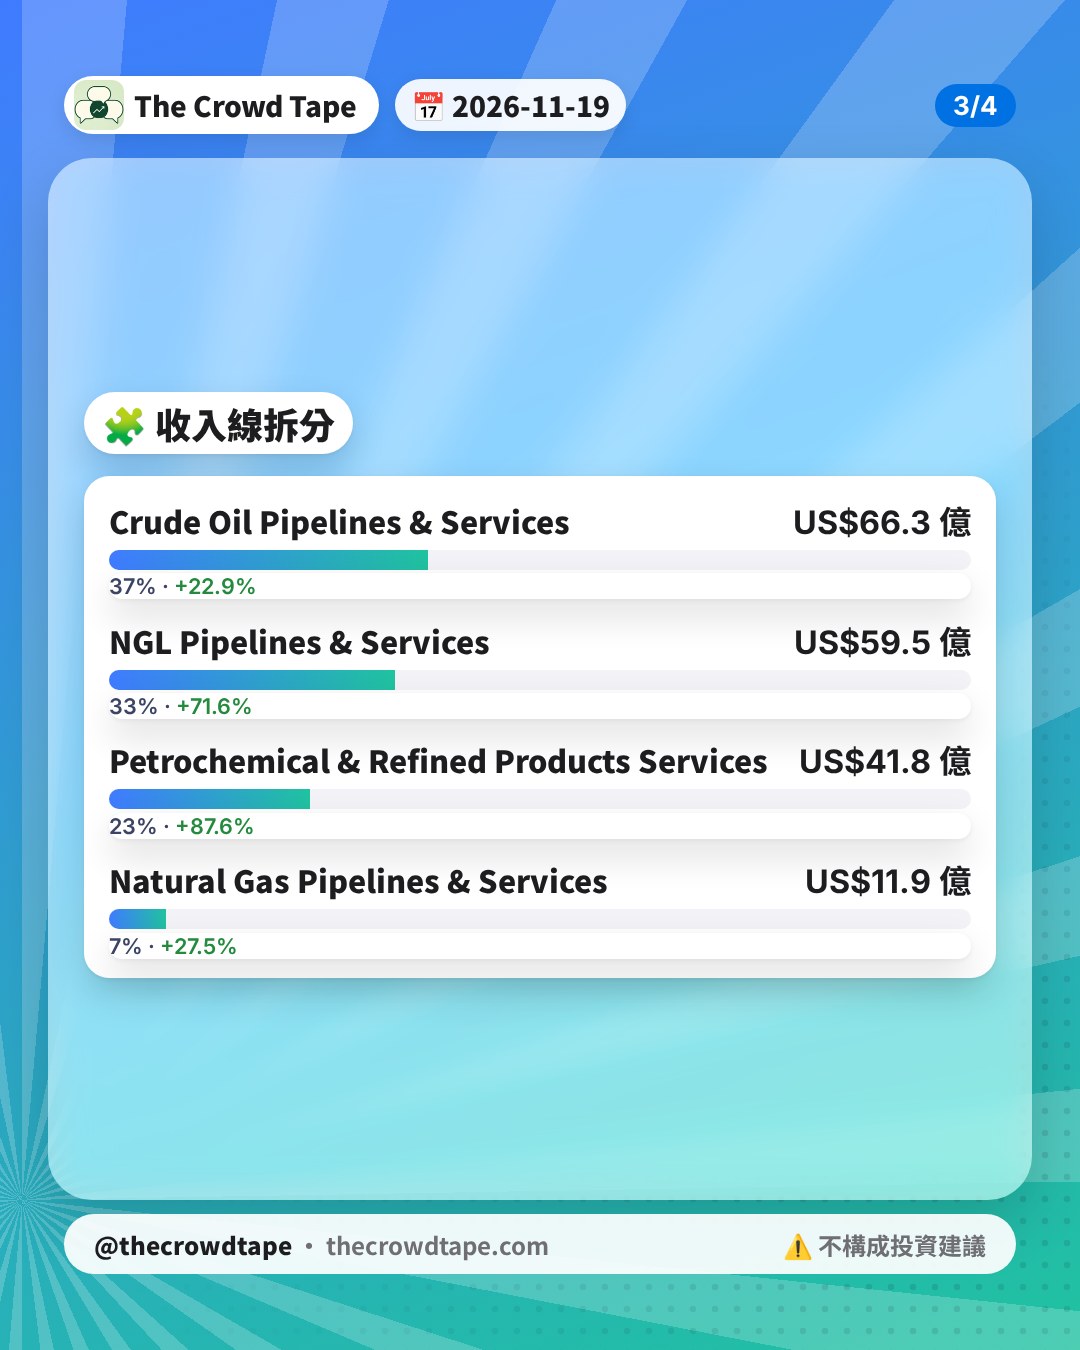 The Crowd Tape
2026-11-19
3/4
收入線拆分
Crude Oil Pipelines & Services US$66.3 億
37% · +22.9%
NGL Pipelines & Services US$59.5 億
33% · +71.6%
Petrochemical & Refined Products Services US$41.8 億
23% · +87.6%
Natural Gas Pipelines & Services US$11.9 億
7% · +27.5%
@thecrowdtape · thecrowdtape.com ⚠️ 不構成投資建議